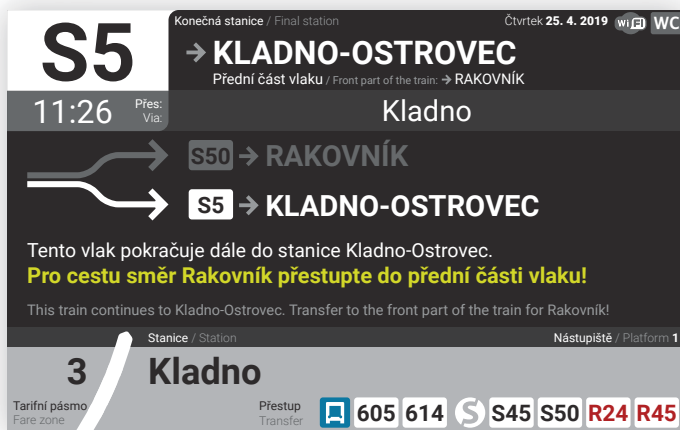 S5
Konečná stanice / Final station
Čtvrtek 25. 4. 2019
WiFi
WC
→ KLADNO-OSTROVEC
Přední část vlaku / Front part of the train: → RAKOVNÍK
11:26
Přes:
Via:
Kladno
S50 → RAKOVNÍK
S5 → KLADNO-OSTROVEC
Tento vlak pokračuje dále do stanice Kladno-Ostrovec.
Pro cestu směr Rakovník přestupte do přední části vlaku!
This train continues to Kladno-Ostrovec. Transfer to the front part of the train for Rakovník!
Stanice / Station
Nástupiště / Platform 1
3
Kladno
Tarifní pásmo
Fare zone
Přestup
Transfer
605 614 S S45 S50 R24 R45